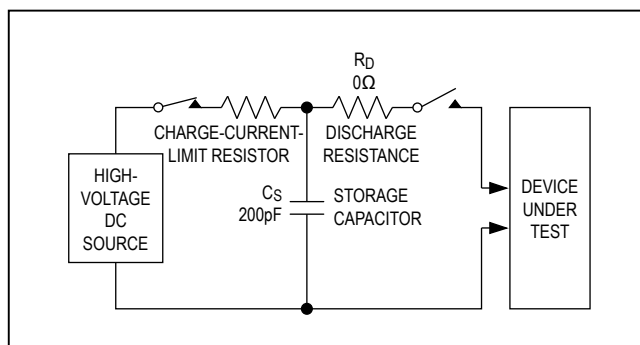 RD
0Ω
CHARGE-CURRENT-
LIMIT RESISTOR
DISCHARGE
RESISTANCE
HIGH-
VOLTAGE
DC
SOURCE
CS
200pF
STORAGE
CAPACITOR
DEVICE
UNDER
TEST